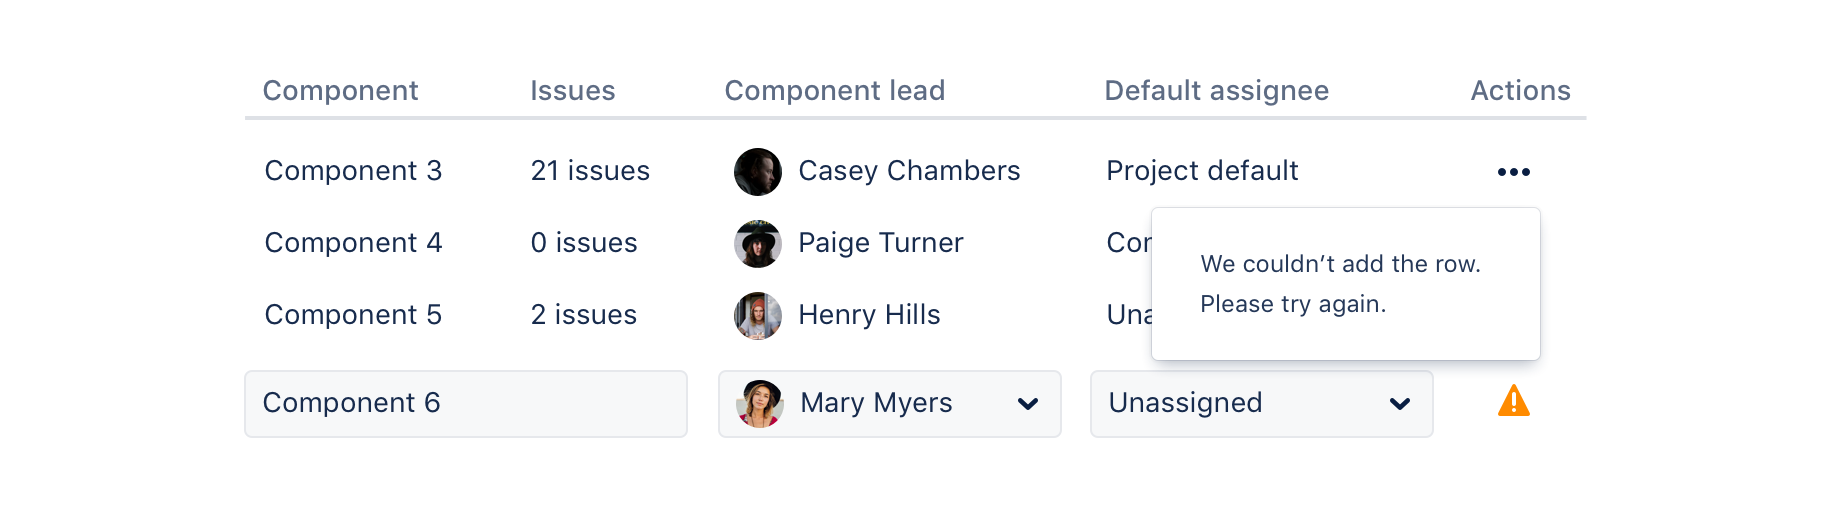 Component Issues Component lead Default assignee Actions
Component 3 21 issues Casey Chambers Project default
Component 4 0 issues Paige Turner
We couldn’t add the row.
Please try again.
Component 5 2 issues Henry Hills
Component 6 Mary Myers Unassigned